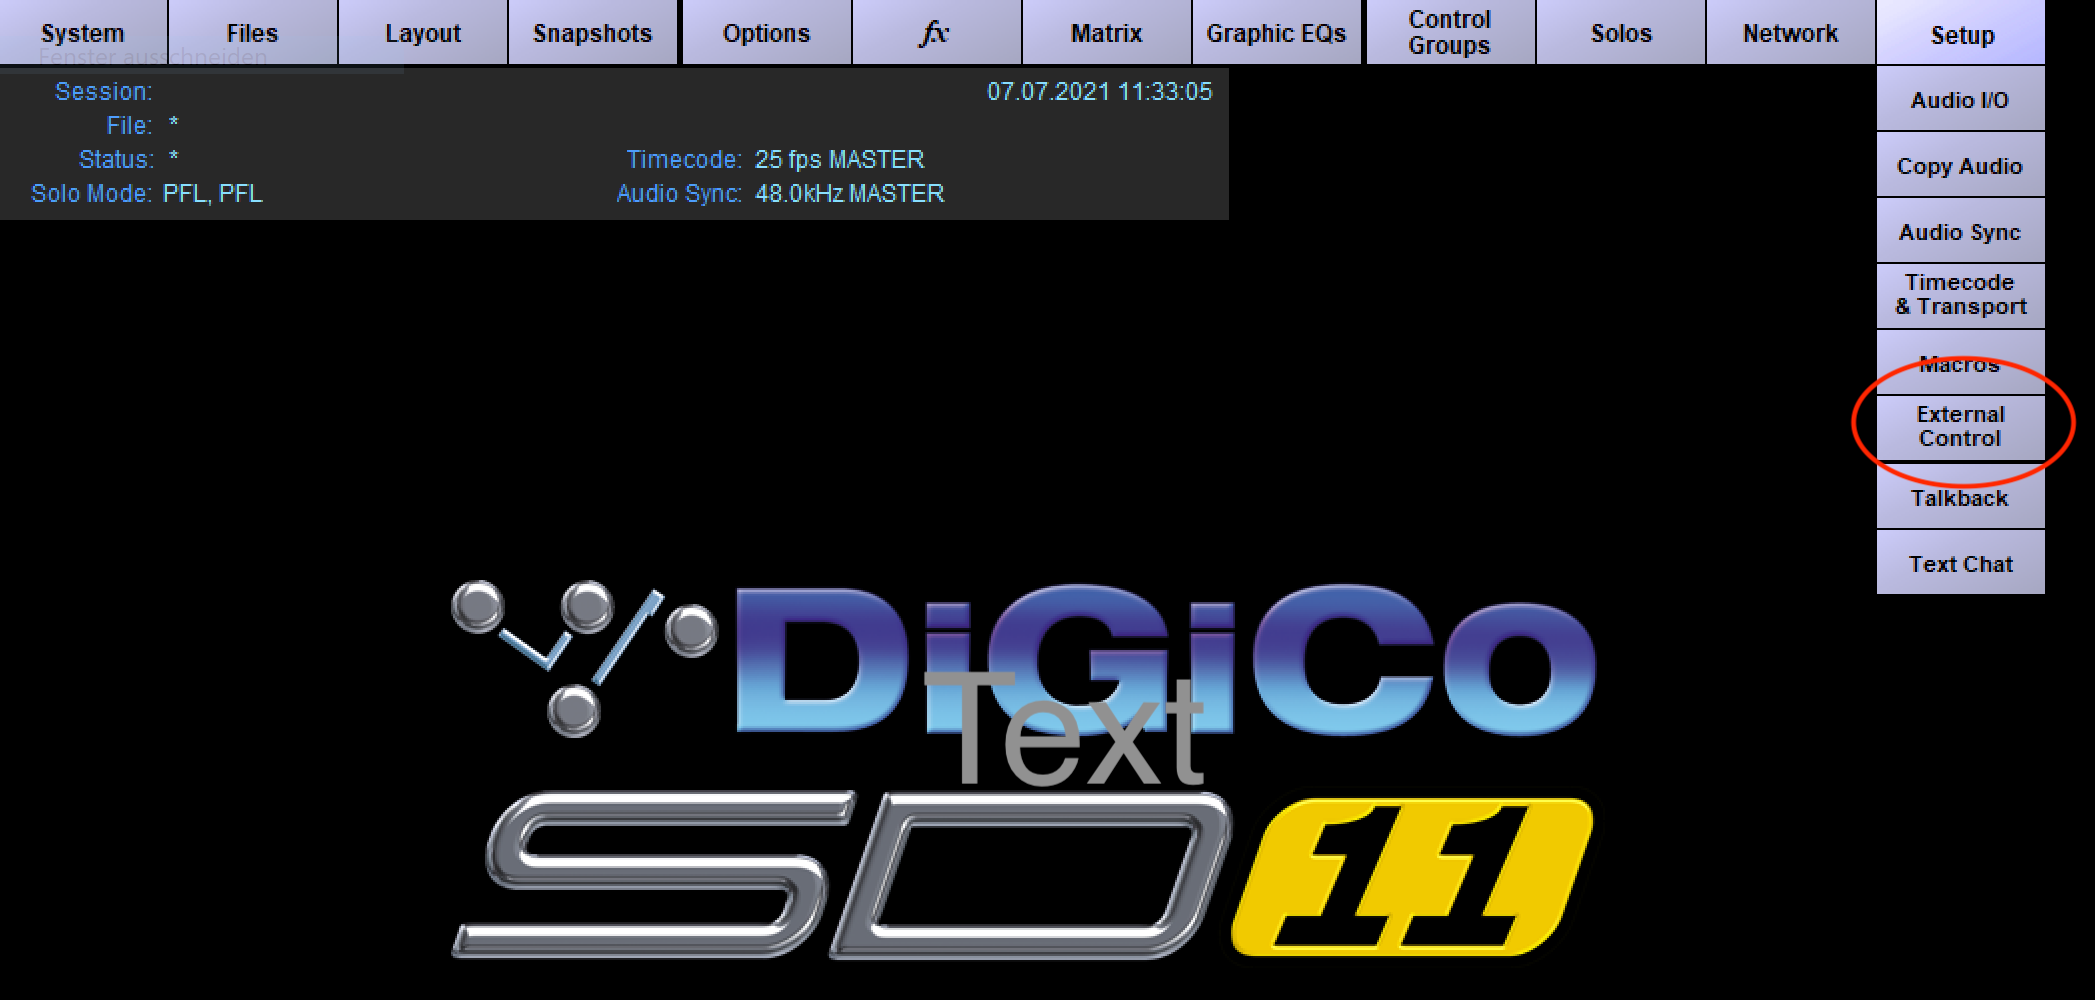 System Files Layout Snapshots Options fx Matrix Graphic EQs Control Groups Solos Network Setup
Fenster ausschneiden
Session: 07.07.2021 11:33:05
File: *
Status: * Timecode: 25 fps MASTER
Solo Mode: PFL, PFL Audio Sync: 48.0kHz MASTER
Audio I/O
Copy Audio
Audio Sync
Timecode
& Transport
Macros
External
Control
Talkback
Text Chat
DiGiCo
Text
SD11